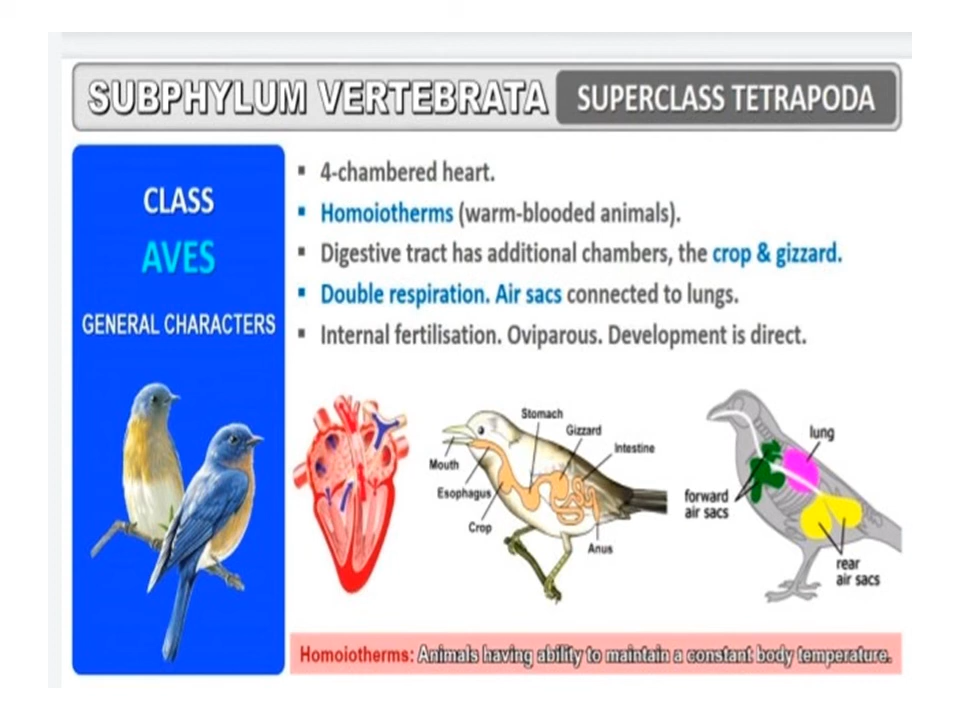 SUBPHYLUM VERTEBRATA
SUPERCLASS TETRAPODA
CLASS
AVES
GENERAL CHARACTERS
▪ 4-chambered heart.
▪ Homoiotherms (warm-blooded animals).
▪ Digestive tract has additional chambers, the crop & gizzard.
▪ Double respiration. Air sacs connected to lungs.
▪ Internal fertilisation. Oviparous. Development is direct.
Mouth
Esophagus
Crop
Stomach
Gizzard
Intestine
Anus
lung
forward
air sacs
rear
air sacs
Homoiotherms: Animals having ability to maintain a constant body temperature.